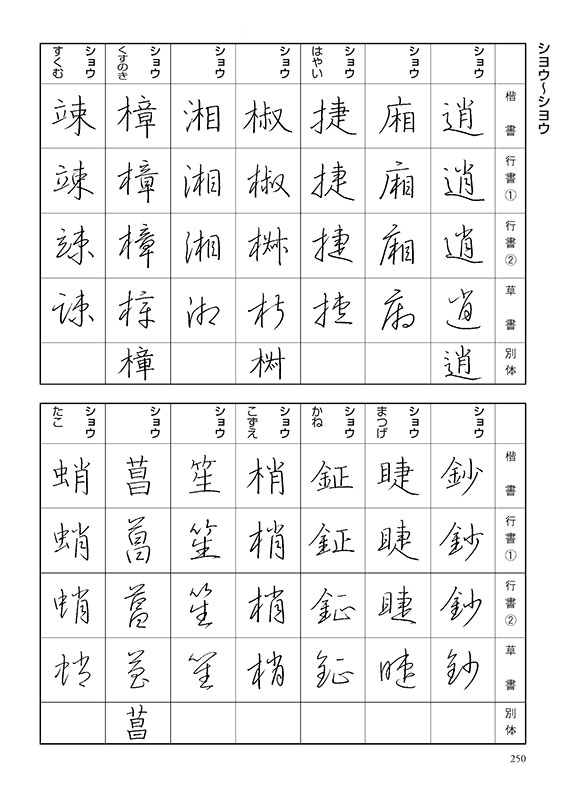 ショウ～ショウ
楷書 行書① 行書② 草書 別体
ショウ 逍 逍 逍 逍 逍
ショウ 廂 廂 廂 廂
ショウ はやい 捷 捷 捷 捷
ショウ 椒 椒 椒 椒 椒
ショウ 湘 湘 湘 湘
ショウ くすのき 樟 樟 樟 樟 樟
ショウ すくむ 竦 竦 竦 竦
楷書 行書① 行書② 草書 別体
ショウ 鈔 鈔 鈔 鈔
ショウ まつげ 睫 睫 睫 睫
ショウ かね 鉦 鉦 鉦 鉦
ショウ こずえ 梢 梢 梢 梢
ショウ 笙 笙 笙 笙
ショウ 菖 菖 菖 菖 菖
ショウ たこ 蛸 蛸 蛸 蛸
250